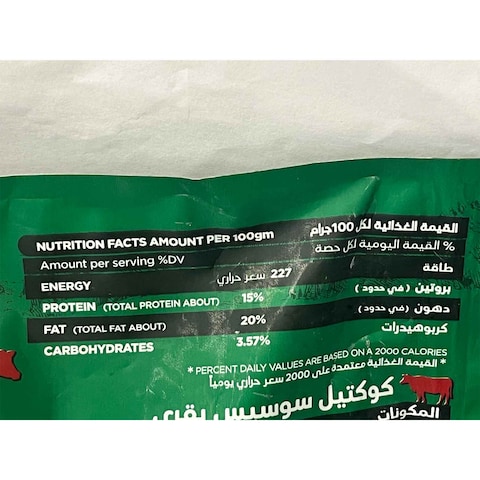 NUTRITION FACTS AMOUNT PER 100gm القيمة الغذائية لكل 100جرام
Amount per serving %DV % القيمة اليومية لكل حصة
ENERGY 227 سعر حراري طاقة
PROTEIN (TOTAL PROTEIN ABOUT) 15% بروتين ( في حدود )
FAT (TOTAL FAT ABOUT) 20% دهون ( في حدود )
CARBOHYDRATES 3.57% كربوهيدرات
* PERCENT DAILY VALUES ARE BASED ON A 2000 CALORIES
* القيمة الغذائية معتمدة على 2000 سعر حراري يومياً *
كوكتيل سوسيس بقري
المكونات